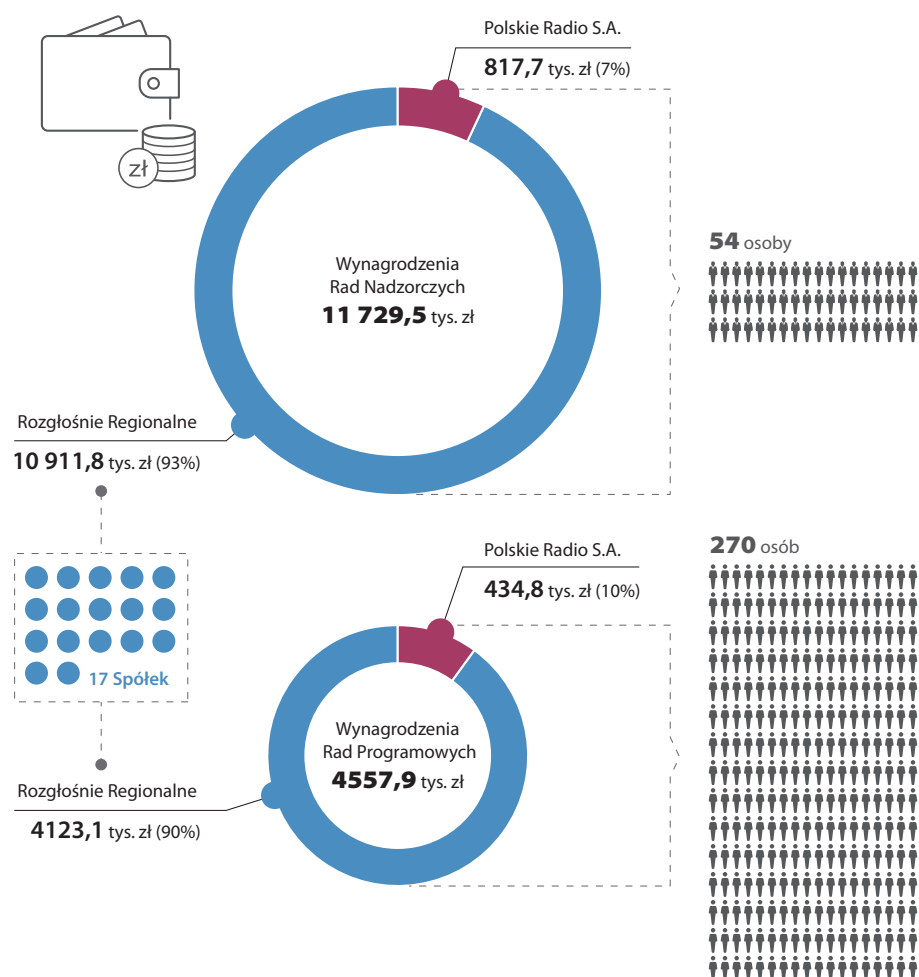 Polskie Radio S.A.
817,7 tys. zł (7%)
zł
54 osoby
Wynagrodzenia
Rad Nadzorczych
11 729,5 tys. zł
Rozgłośnie Regionalne
10 911,8 tys. zł (93%)
Polskie Radio S.A.
434,8 tys. zł (10%)
270 osób
17 Spółek
Wynagrodzenia
Rad Programowych
4557,9 tys. zł
Rozgłośnie Regionalne
4123,1 tys. zł (90%)